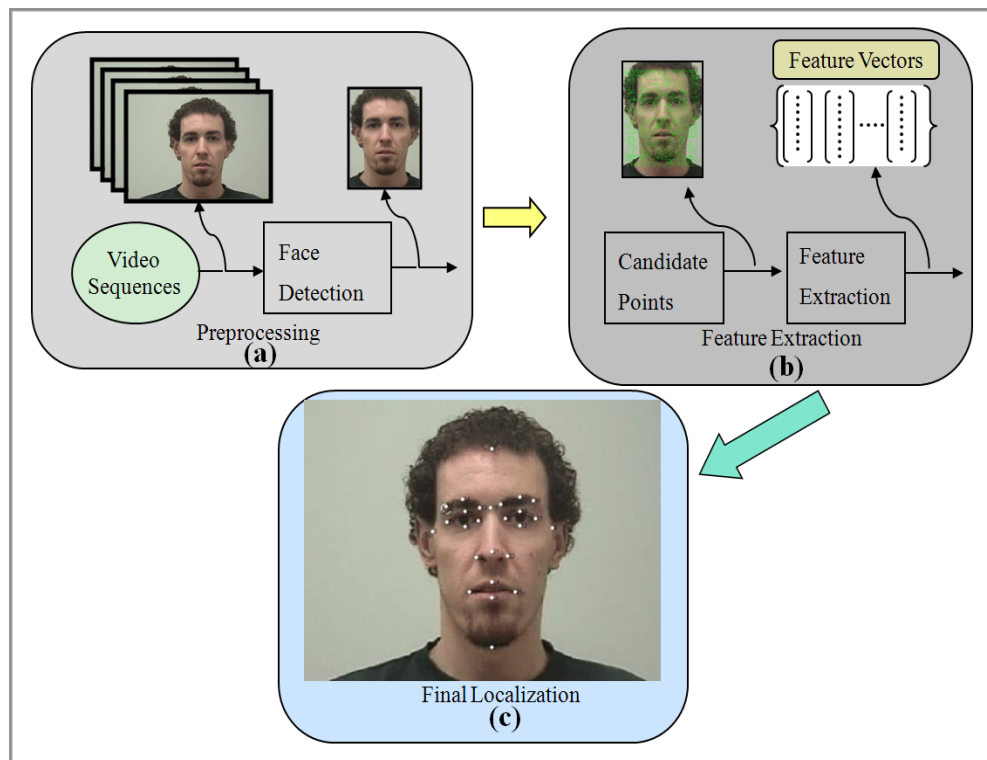 Video
Sequences
Face
Detection
Preprocessing
(a)
Feature Vectors
Candidate
Points
Feature
Extraction
Feature Extraction
(b)
Final Localization
(c)